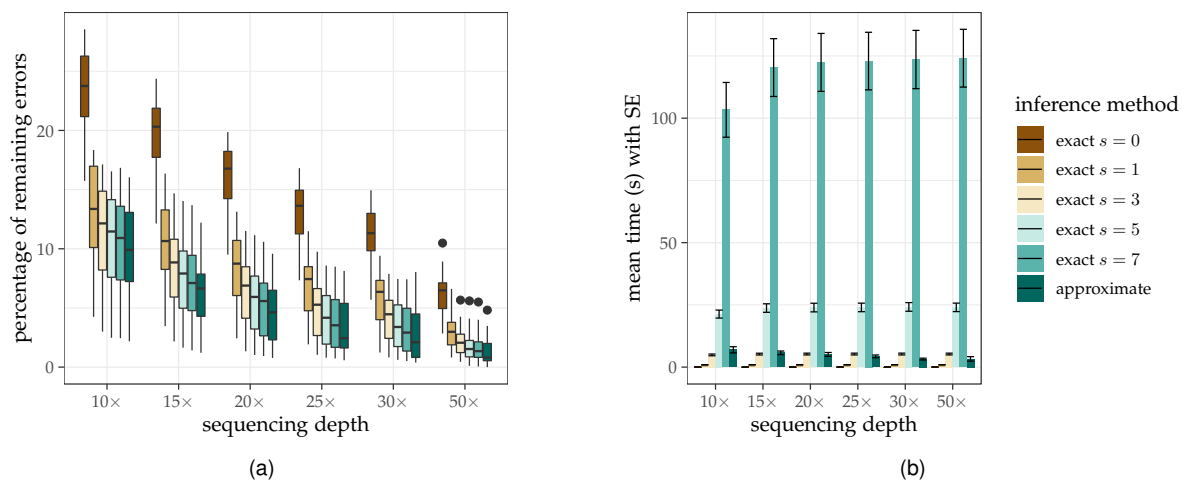 percentage of remaining errors
20
10
0
10×
15×
20×
25×
30×
50×
sequencing depth
(a)
mean time (s) with SE
100
50
0
10×
15×
20×
25×
30×
50×
sequencing depth
(b)
inference method
exact s = 0
exact s = 1
exact s = 3
exact s = 5
exact s = 7
approximate